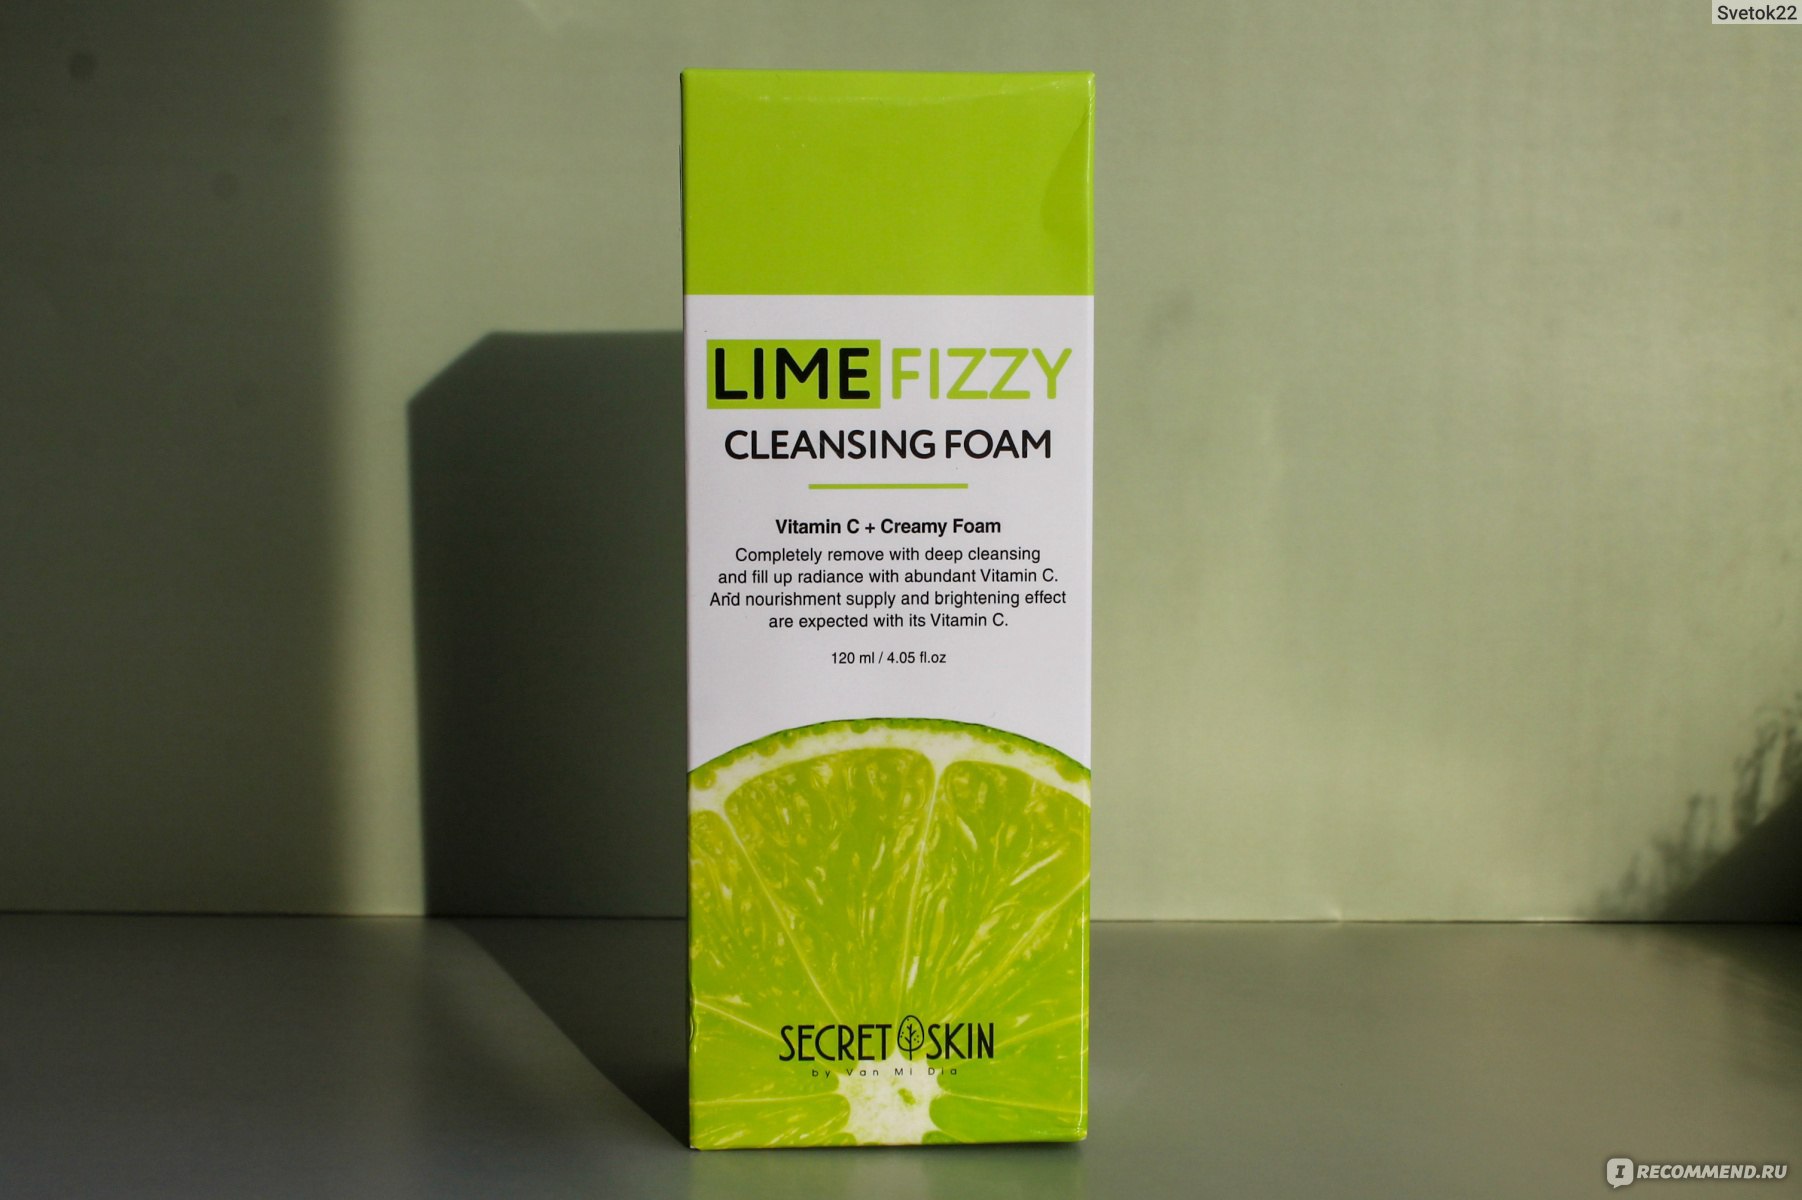 Svetok22
LIME FIZZY
CLEANSING FOAM
Vitamin C + Creamy Foam
Completely remove with deep cleansing
and fill up radiance with abundant Vitamin C.
And nourishment supply and brightening effect
are expected with its Vitamin C.
120 ml / 4.05 fl.oz
SECRET SKIN
by Van Mi Dia
IRECOMMEND.RU